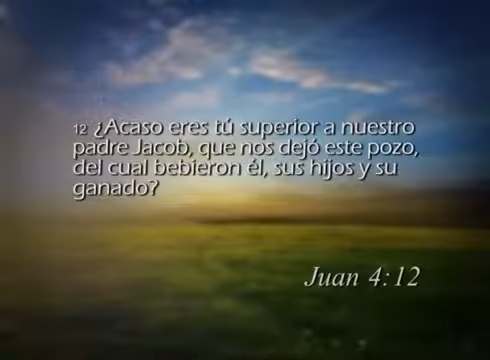 12 ¿Acaso eres tú superior a nuestro
padre Jacob, que nos dejó este pozo,
del cual bebieron él, sus hijos y su
ganado?
Juan 4:12